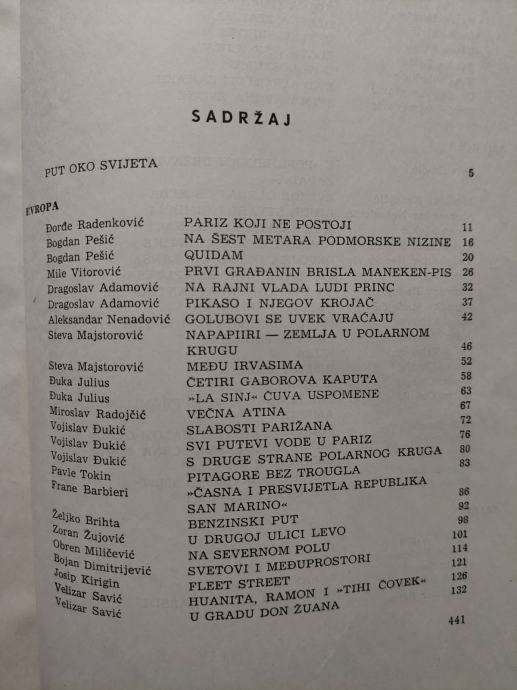 SADRŽAJ
PUT OKO SVIJETA 5
EVROPA
Đorđe Radenković PARIZ KOJI NE POSTOJI 11
Bogdan Pešić NA ŠEST METARA PODMORSKE NIZINE 16
Bogdan Pešić QUIDAM 20
Mile Vitorović PRVI GRAĐANIN BRISLA MANEKEN-PIS 26
Dragoslav Adamović NA RAJNI VLADA LUDI PRINC 32
Dragoslav Adamović PIKASO I NJEGOV KROJAČ 37
Aleksandar Nenadović GOLUBOVI SE UVEK VRAĆAJU 42
Steva Majstorović NAPAPIIRI — ZEMLJA U POLARNOM
KRUGU 46
Steva Majstorović MEĐU IRVASIMA 52
Đuka Julius ČETIRI GABOROVA KAPUTA 58
Đuka Julius »LA SINJ« ČUVA USPOMENE 63
Miroslav Radojčić VEČNA ATINA 67
Vojislav Đukić SLABOSTI PARIŽANA 72
Vojislav Đukić SVI PUTEVI VODE U PARIZ 76
Vojislav Đukić S DRUGE STRANE POLARNOG KRUGA 80
Pavle Tokin PITAGORE BEZ TROUGLA 83
Frane Barbieri »ČASNA I PRESVIJETLA REPUBLIKA
SAN MARINO« 86
Željko Brihta BENZINSKI PUT 92
Zoran Žujović U DRUGOJ ULICI LEVO 98
Obren Milićević NA SEVERNOM POLU 101
Bojan Dimitrijević SVETOVI I MEĐUPROSTORI 114
Josip Kirigin FLEET STREET 121
Velizar Savić HUANITA, RAMON I »TIHI ČOVEK« 126
Velizar Savić U GRADU DON ŽUANA 132
441